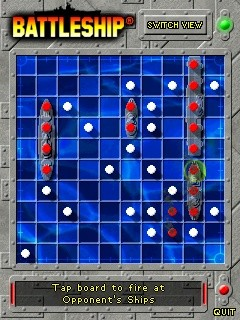 BATTLESHIP®
SWITCH VIEW
Tap board to fire at
Opponent's Ships
QUIT